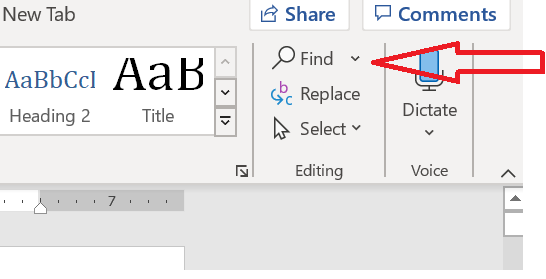 New Tab
Share
Comments
AaBbCcI
AaB
Heading 2
Title
Find
Replace
Select
Editing
Dictate
Voice
7